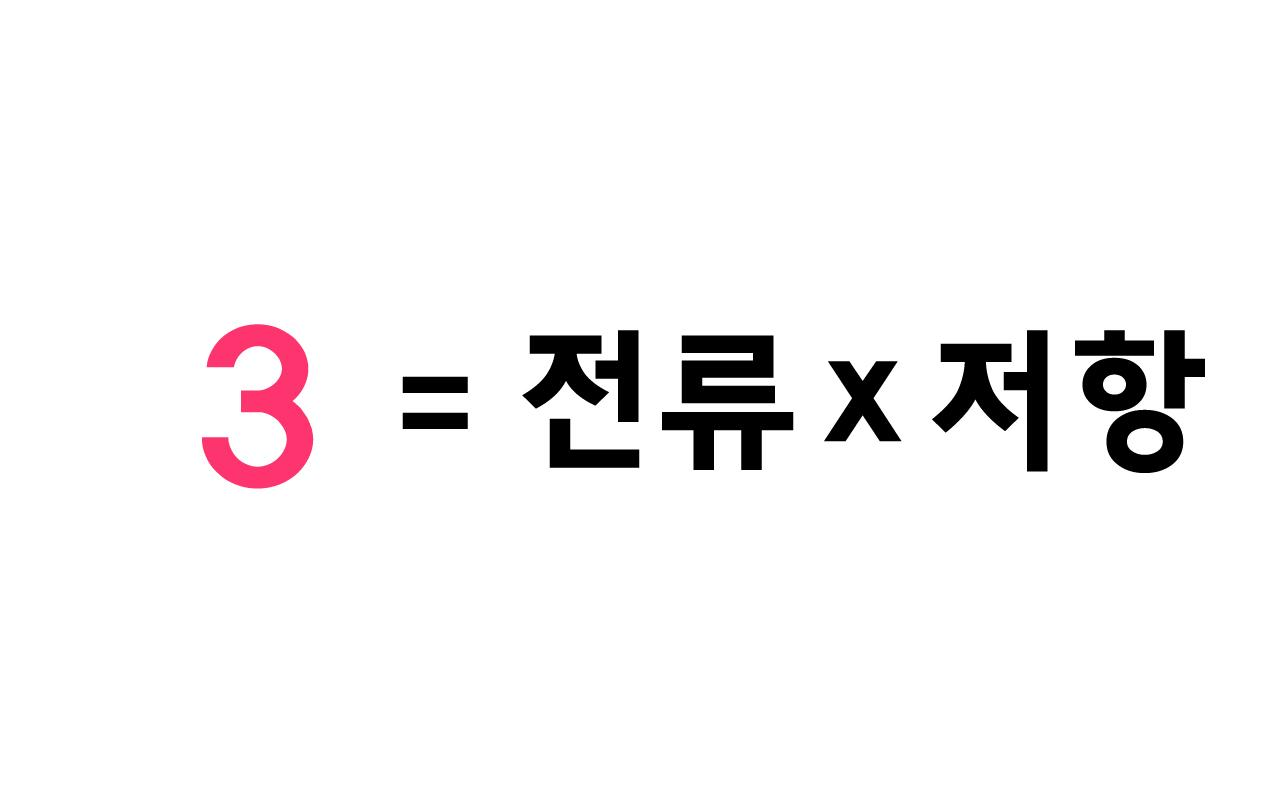 3 = 전류 x 저항